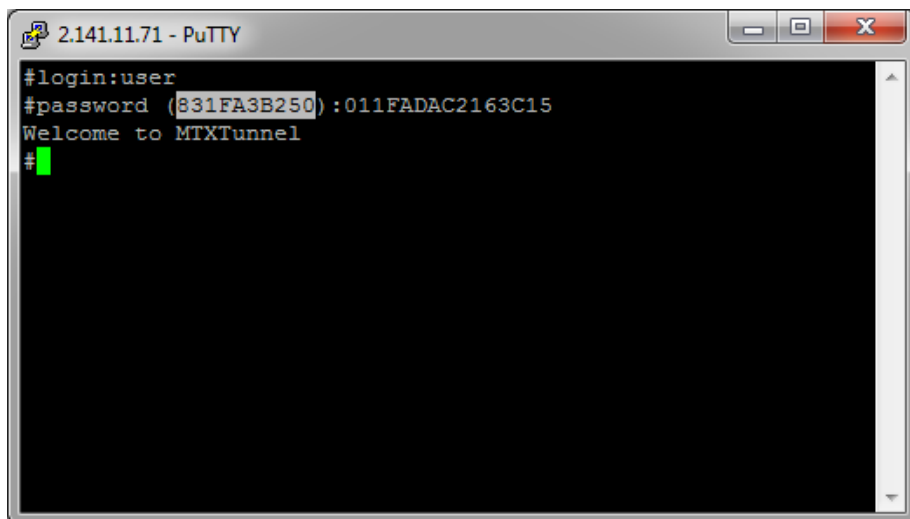 2.141.11.71 - PuTTY
#login:user
#password (831FA3B250):011FADAC2163C15
Welcome to MTXTunnel
#